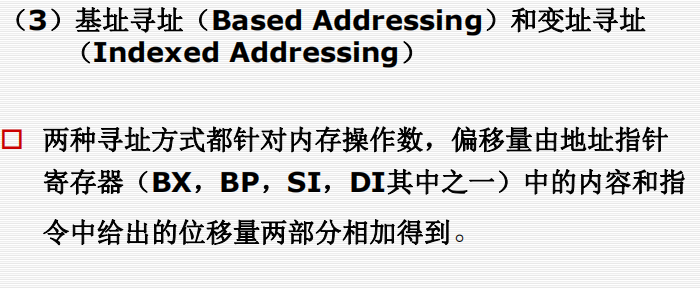 （3）基址寻址（Based Addressing）和变址寻址
（Indexed Addressing）
两种寻址方式都针对内存操作数，偏移量由地址指针
寄存器（BX，BP，SI，DI其中之一）中的内容和指
令中给出的位移量两部分相加得到。